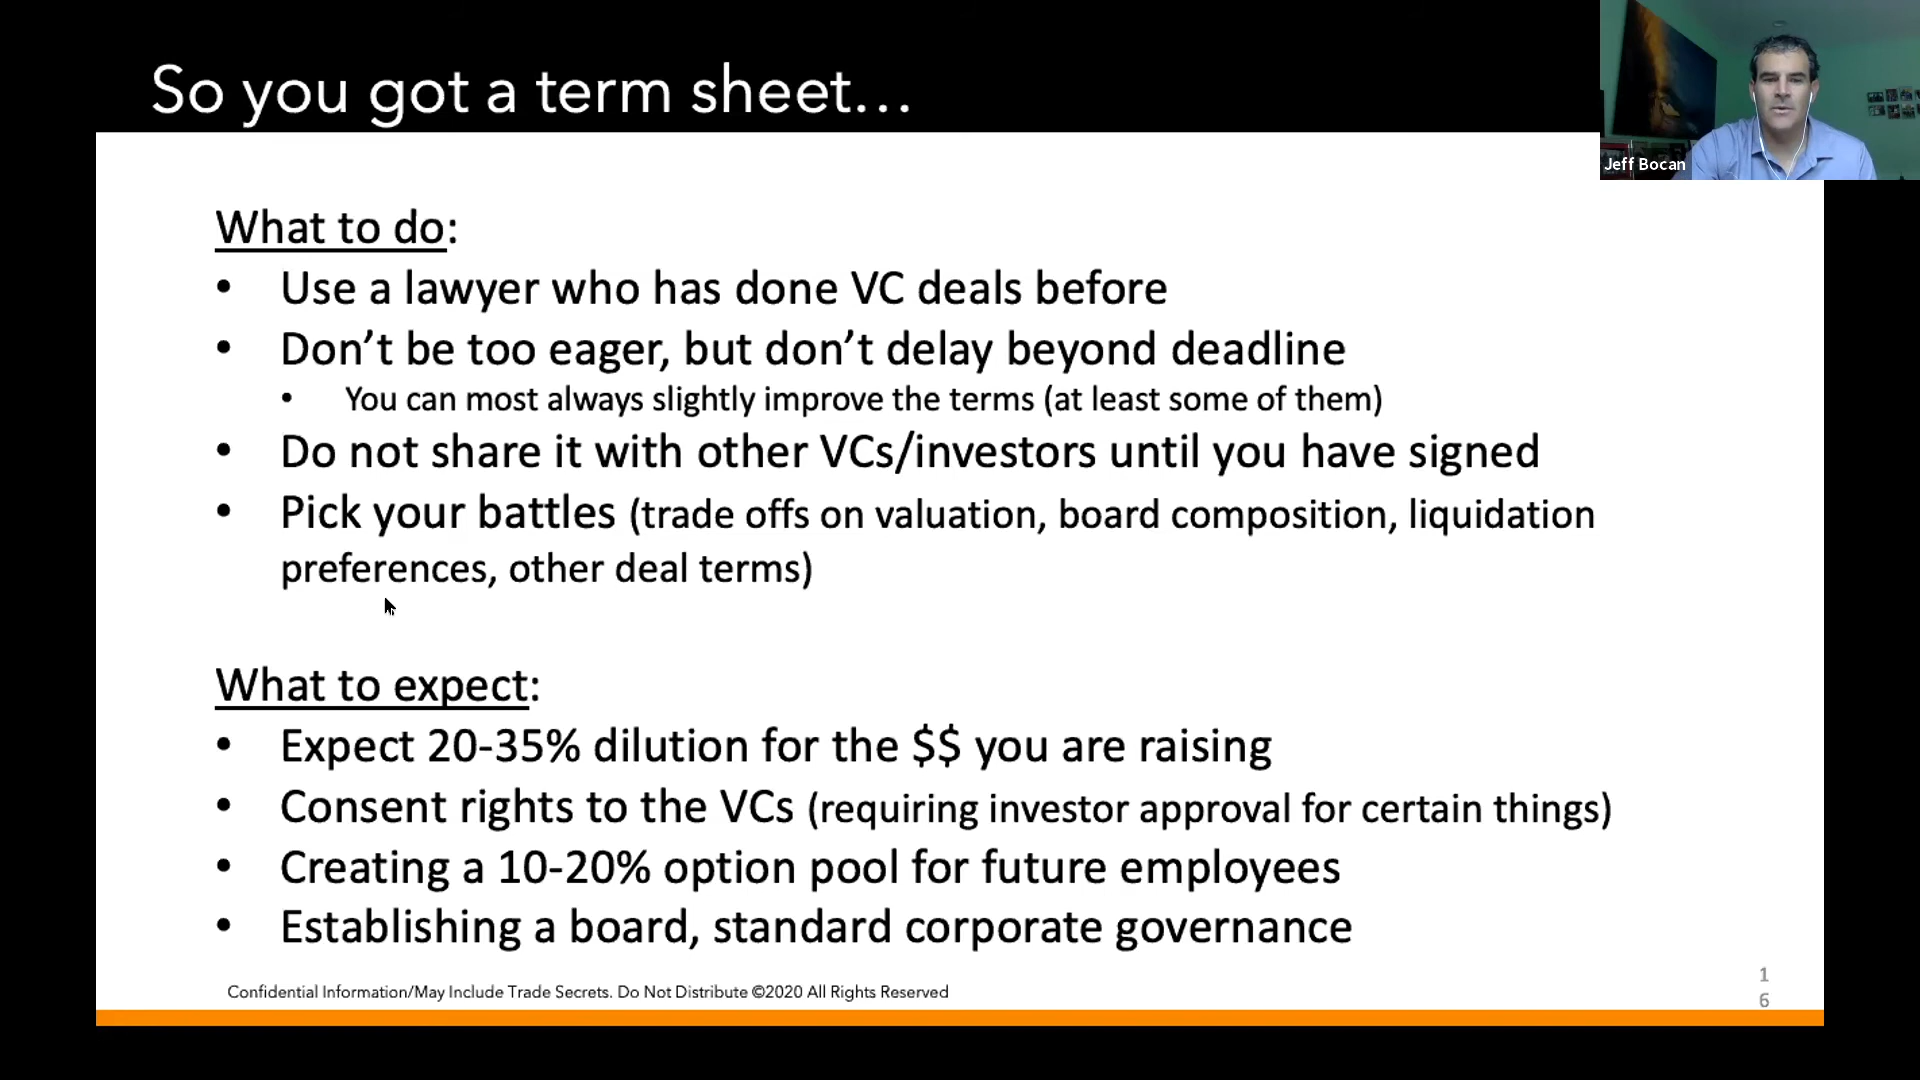 So you got a term sheet...
Jeff Bocan
What to do:
• Use a lawyer who has done VC deals before
• Don’t be too eager, but don’t delay beyond deadline
• You can most always slightly improve the terms (at least some of them)
• Do not share it with other VCs/investors until you have signed
• Pick your battles (trade offs on valuation, board composition, liquidation
preferences, other deal terms)
What to expect:
• Expect 20-35% dilution for the $$ you are raising
• Consent rights to the VCs (requiring investor approval for certain things)
• Creating a 10-20% option pool for future employees
• Establishing a board, standard corporate governance
Confidential Information/May Include Trade Secrets. Do Not Distribute ©2020 All Rights Reserved
1
6